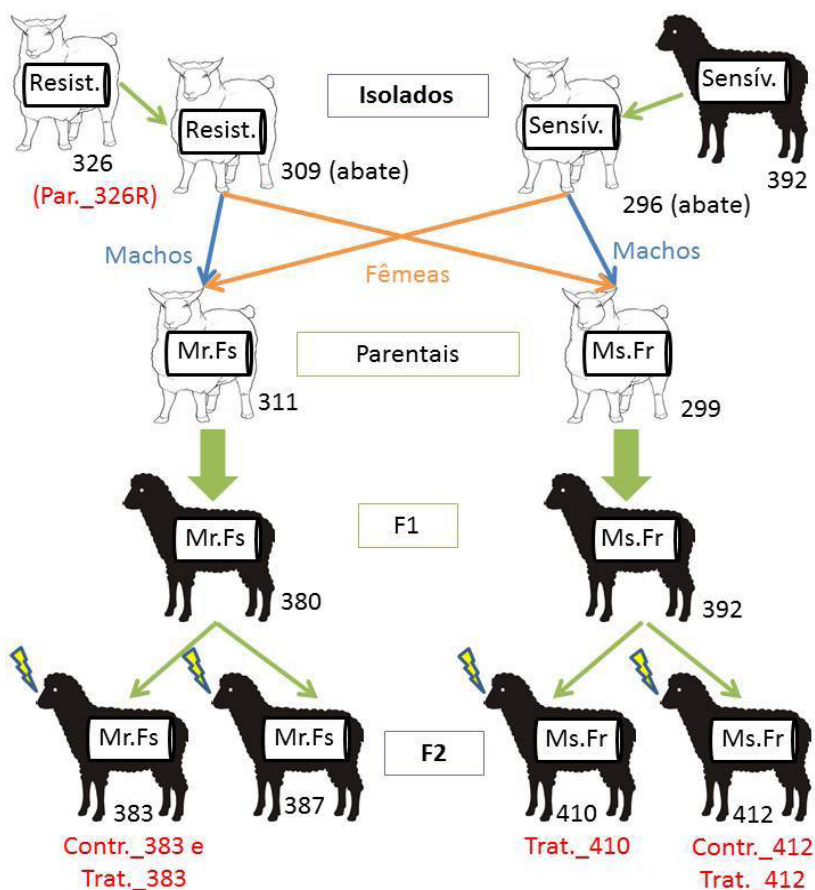 Resist.
326
(Par._326R)
Resist.
309 (abate)
Isolados
Sensív.
296 (abate)
Sensív.
392
Machos
Fêmeas
Machos
Mr.Fs
311
Parentais
Ms.Fr
299
Mr.Fs
380
F1
Ms.Fr
392
Mr.Fs
383
Contr._383 e
Trat._383
Mr.Fs
387
F2
Ms.Fr
410
Trat._410
Ms.Fr
412
Contr._412
Trat._412